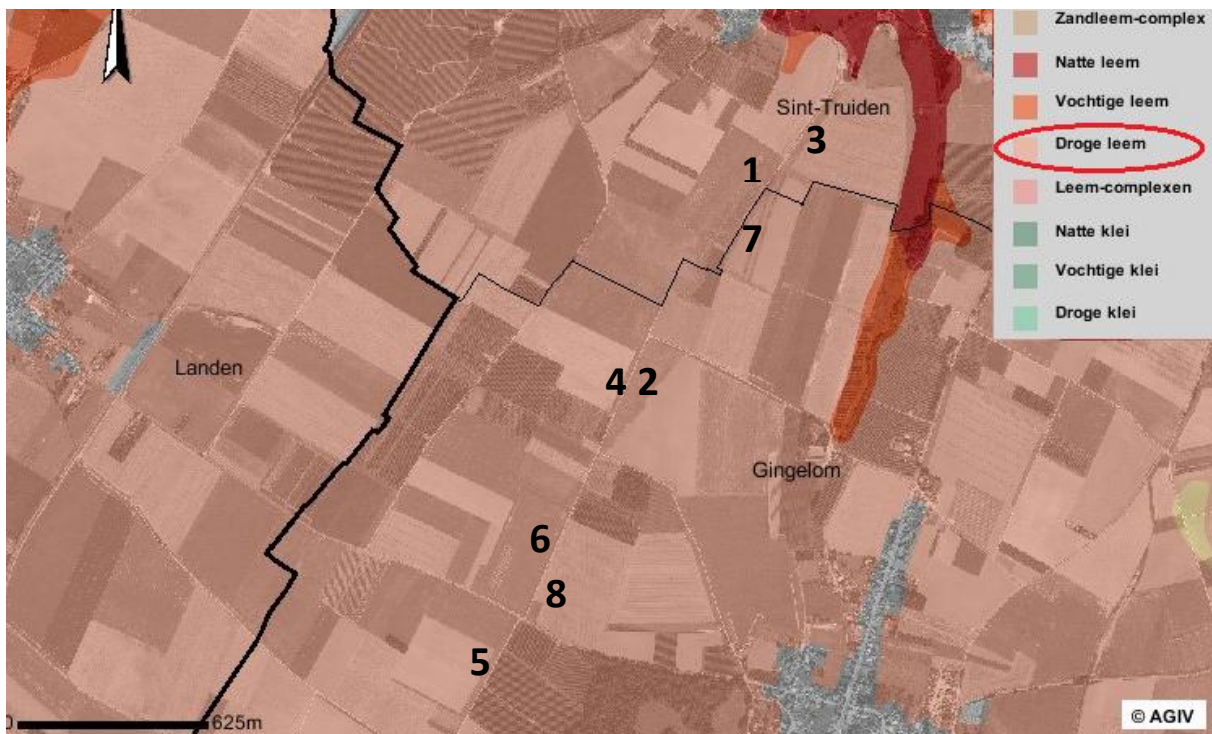 Zandleem-complex
Natte leem
Vochtige leem
Droge leem
Leem-complexen
Natte klei
Vochtige klei
Droge klei
Sint-Truiden
3
1
7
Landen
4 2
Gingelom
6
8
5
0 625m
© AGIV